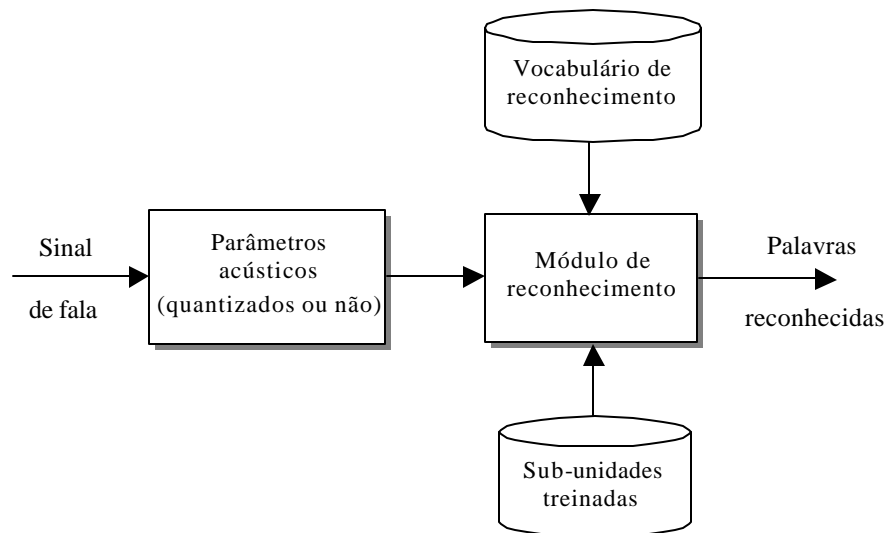 Vocabulário de
reconhecimento
Sinal
de fala
Parâmetros
acústicos
(quantizados ou não)
Módulo de
reconhecimento
Palavras
reconhecidas
Sub-unidades
treinadas